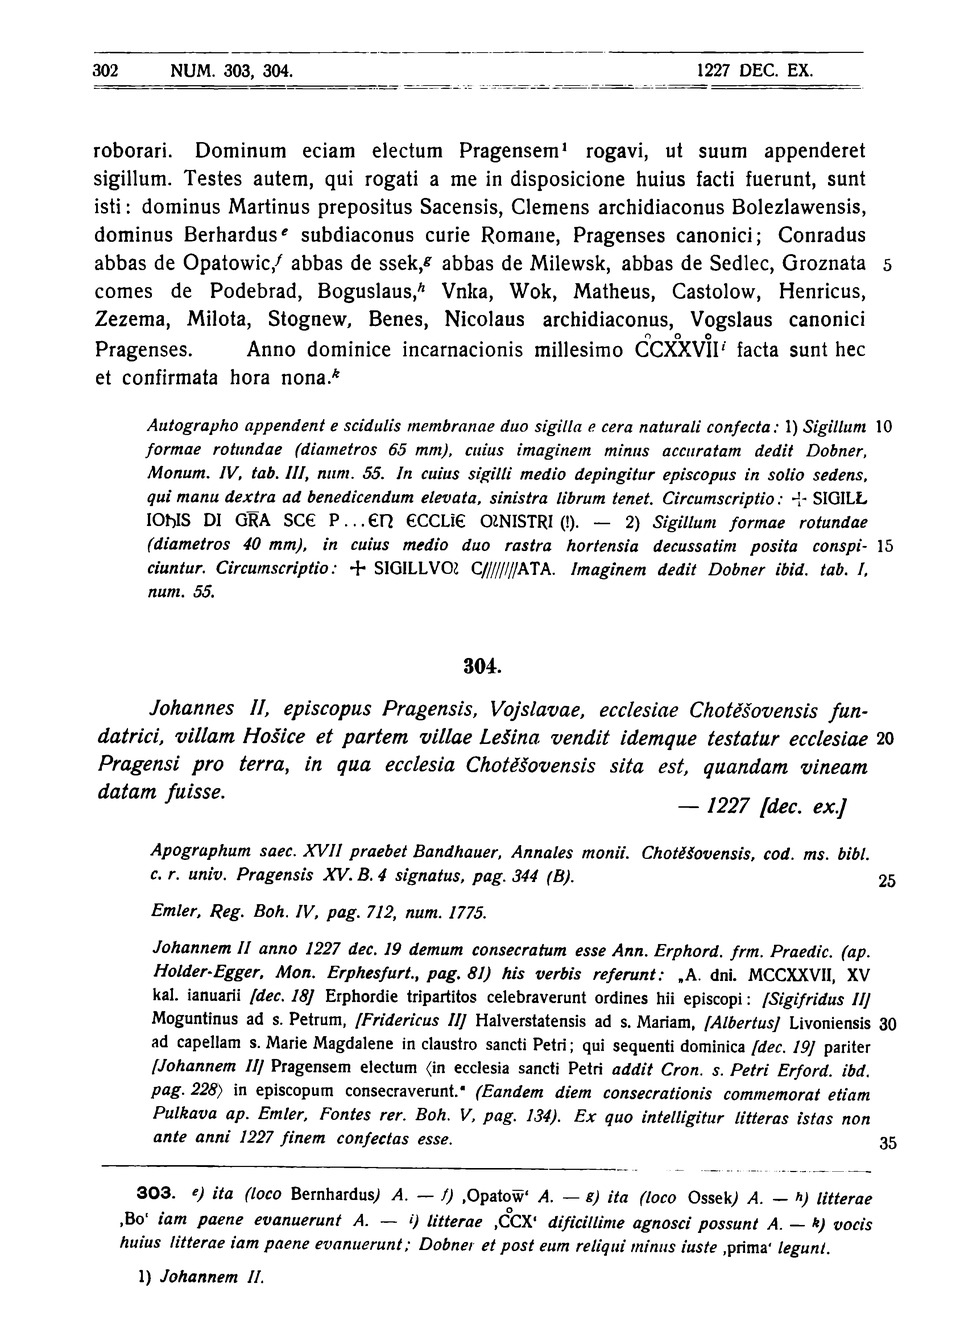 302 NUM. 303, 304. 1227 DEC. EX.
roborari. Dominum eciam electum Pragensem¹ rogavi, ut suum appenderet
sigillum. Testes autem, qui rogati a me in disposicione huius facti fuerunt, sunt
isti: dominus Martinus prepositus Sacensis, Clemens archidiaconus Bolezlawensis,
dominus Berhardus ᵉ subdiaconus curie Romane, Pragenses canonici; Conradus
abbas de Opatowic,ᶠ abbas de ssek,ᵍ abbas de Milewsk, abbas de Sedlec, Groznata 5
comes de Podebrad, Boguslaus,ʰ Vnka, Wok, Matheus, Castolow, Henricus,
Zezema, Milota, Stognew, Benes, Nicolaus archidiaconus, Vogslaus canonici
Pragenses. Anno dominice incarnacionis millesimo CC̊XX̊VII̊ ⁱ facta sunt hec
et confirmata hora nona.ᵏ
Autographo appendent e scidulis membranae duo sigilla e cera naturali confecta: 1) Sigillum 10
formae rotundae (diametros 65 mm), cuius imaginem minus accuratam dedit Dobner,
Monum. IV, tab. III, num. 55. In cuius sigilli medio depingitur episcopus in solio sedens,
qui manu dextra ad benedicendum elevata, sinistra librum tenet. Circumscriptio: + SIGILⱢ
IOꞪIS DI GR̅A SCЄ P...ЄN ЄCCLIЄ OƧNISTRI (!). — 2) Sigillum formae rotundae
(diametros 40 mm), in cuius medio duo rastra hortensia decussatim posita conspi- 15
ciuntur. Circumscriptio: + SIGILLVOƧ C////////ATA. Imaginem dedit Dobner ibid. tab. I,
num. 55.
304.
Johannes II, episcopus Pragensis, Vojslavae, ecclesiae Chotěšovensis fun-
datrici, villam Hošice et partem villae Lešina vendit idemque testatur ecclesiae 20
Pragensi pro terra, in qua ecclesia Chotěšovensis sita est, quandam vineam
datam fuisse.
— 1227 [dec. ex.]
Apographum saec. XVII praebet Bandhauer, Annales monii. Chotěšovensis, cod. ms. bibl.
c. r. univ. Pragensis XV. B. 4 signatus, pag. 344 (B). 25
Emler, Reg. Boh. IV, pag. 712, num. 1775.
Johannem II anno 1227 dec. 19 demum consecratum esse Ann. Erphord. frm. Praedic. (ap.
Holder-Egger, Mon. Erphesfurt., pag. 81) his verbis referunt: „A. dni. MCCXXVII, XV
kal. ianuarii [dec. 18] Erphordie tripartitos celebraverunt ordines hii episcopi: [Sigifridus II]
Moguntinus ad s. Petrum, [Fridericus II] Halverstatensis ad s. Mariam, [Albertus] Livoniensis 30
ad capellam s. Marie Magdalene in claustro sancti Petri; qui sequenti dominica [dec. 19] pariter
[Johannem II] Pragensem electum ⟨in ecclesia sancti Petri addit Cron. s. Petri Erford. ibd.
pag. 228⟩ in episcopum consecraverunt.“ (Eandem diem consecrationis commemorat etiam
Pulkava ap. Emler, Fontes rer. Boh. V, pag. 134). Ex quo intelligitur litteras istas non
ante anni 1227 finem confectas esse. 35
303. ᵉ) ita (loco Bernhardus) A. — ᶠ) ‚Opatow̅‘ A. — ᵍ) ita (loco Ossek) A. — ʰ) litterae
‚Bo‘ iam paene evanuerunt A. — ⁱ) litterae ‚CC̊X‘ dificillime agnosci possunt A. — ᵏ) vocis
huius litterae iam paene evanuerunt; Dobner et post eum reliqui minus iuste ‚prima‘ legunt.
1) Johannem II.